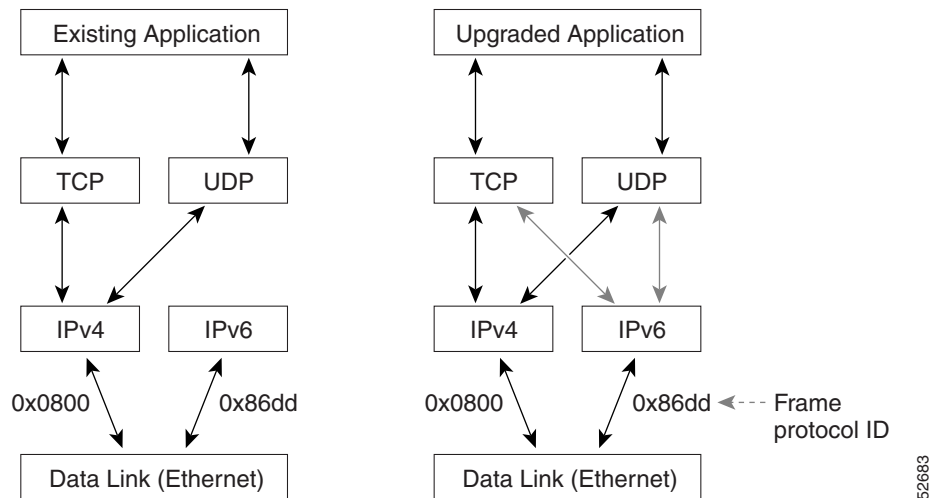 Existing Application
Upgraded Application
TCP
UDP
TCP
UDP
IPv4
IPv6
IPv4
IPv6
0x0800
0x86dd
0x0800
0x86dd
Frame
protocol ID
Data Link (Ethernet)
Data Link (Ethernet)
52683